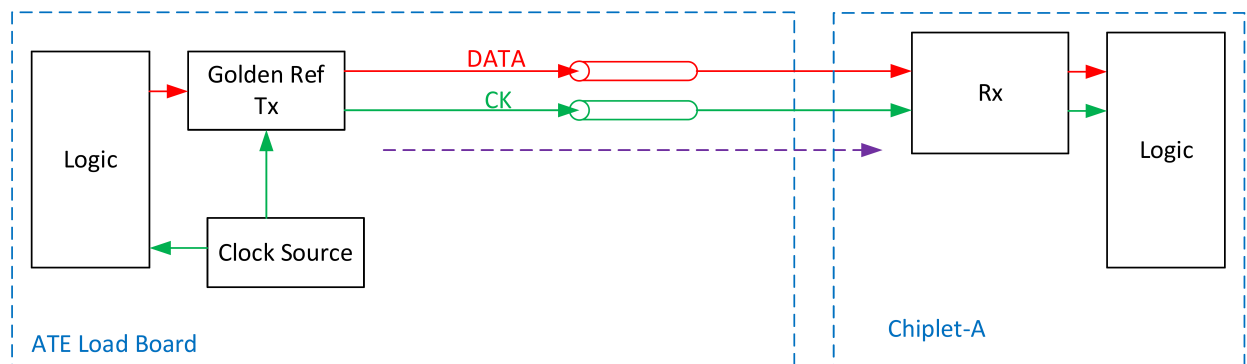 DATA
Golden Ref
Tx
CK
Rx
Logic
Logic
Clock Source
ATE Load Board
Chiplet-A